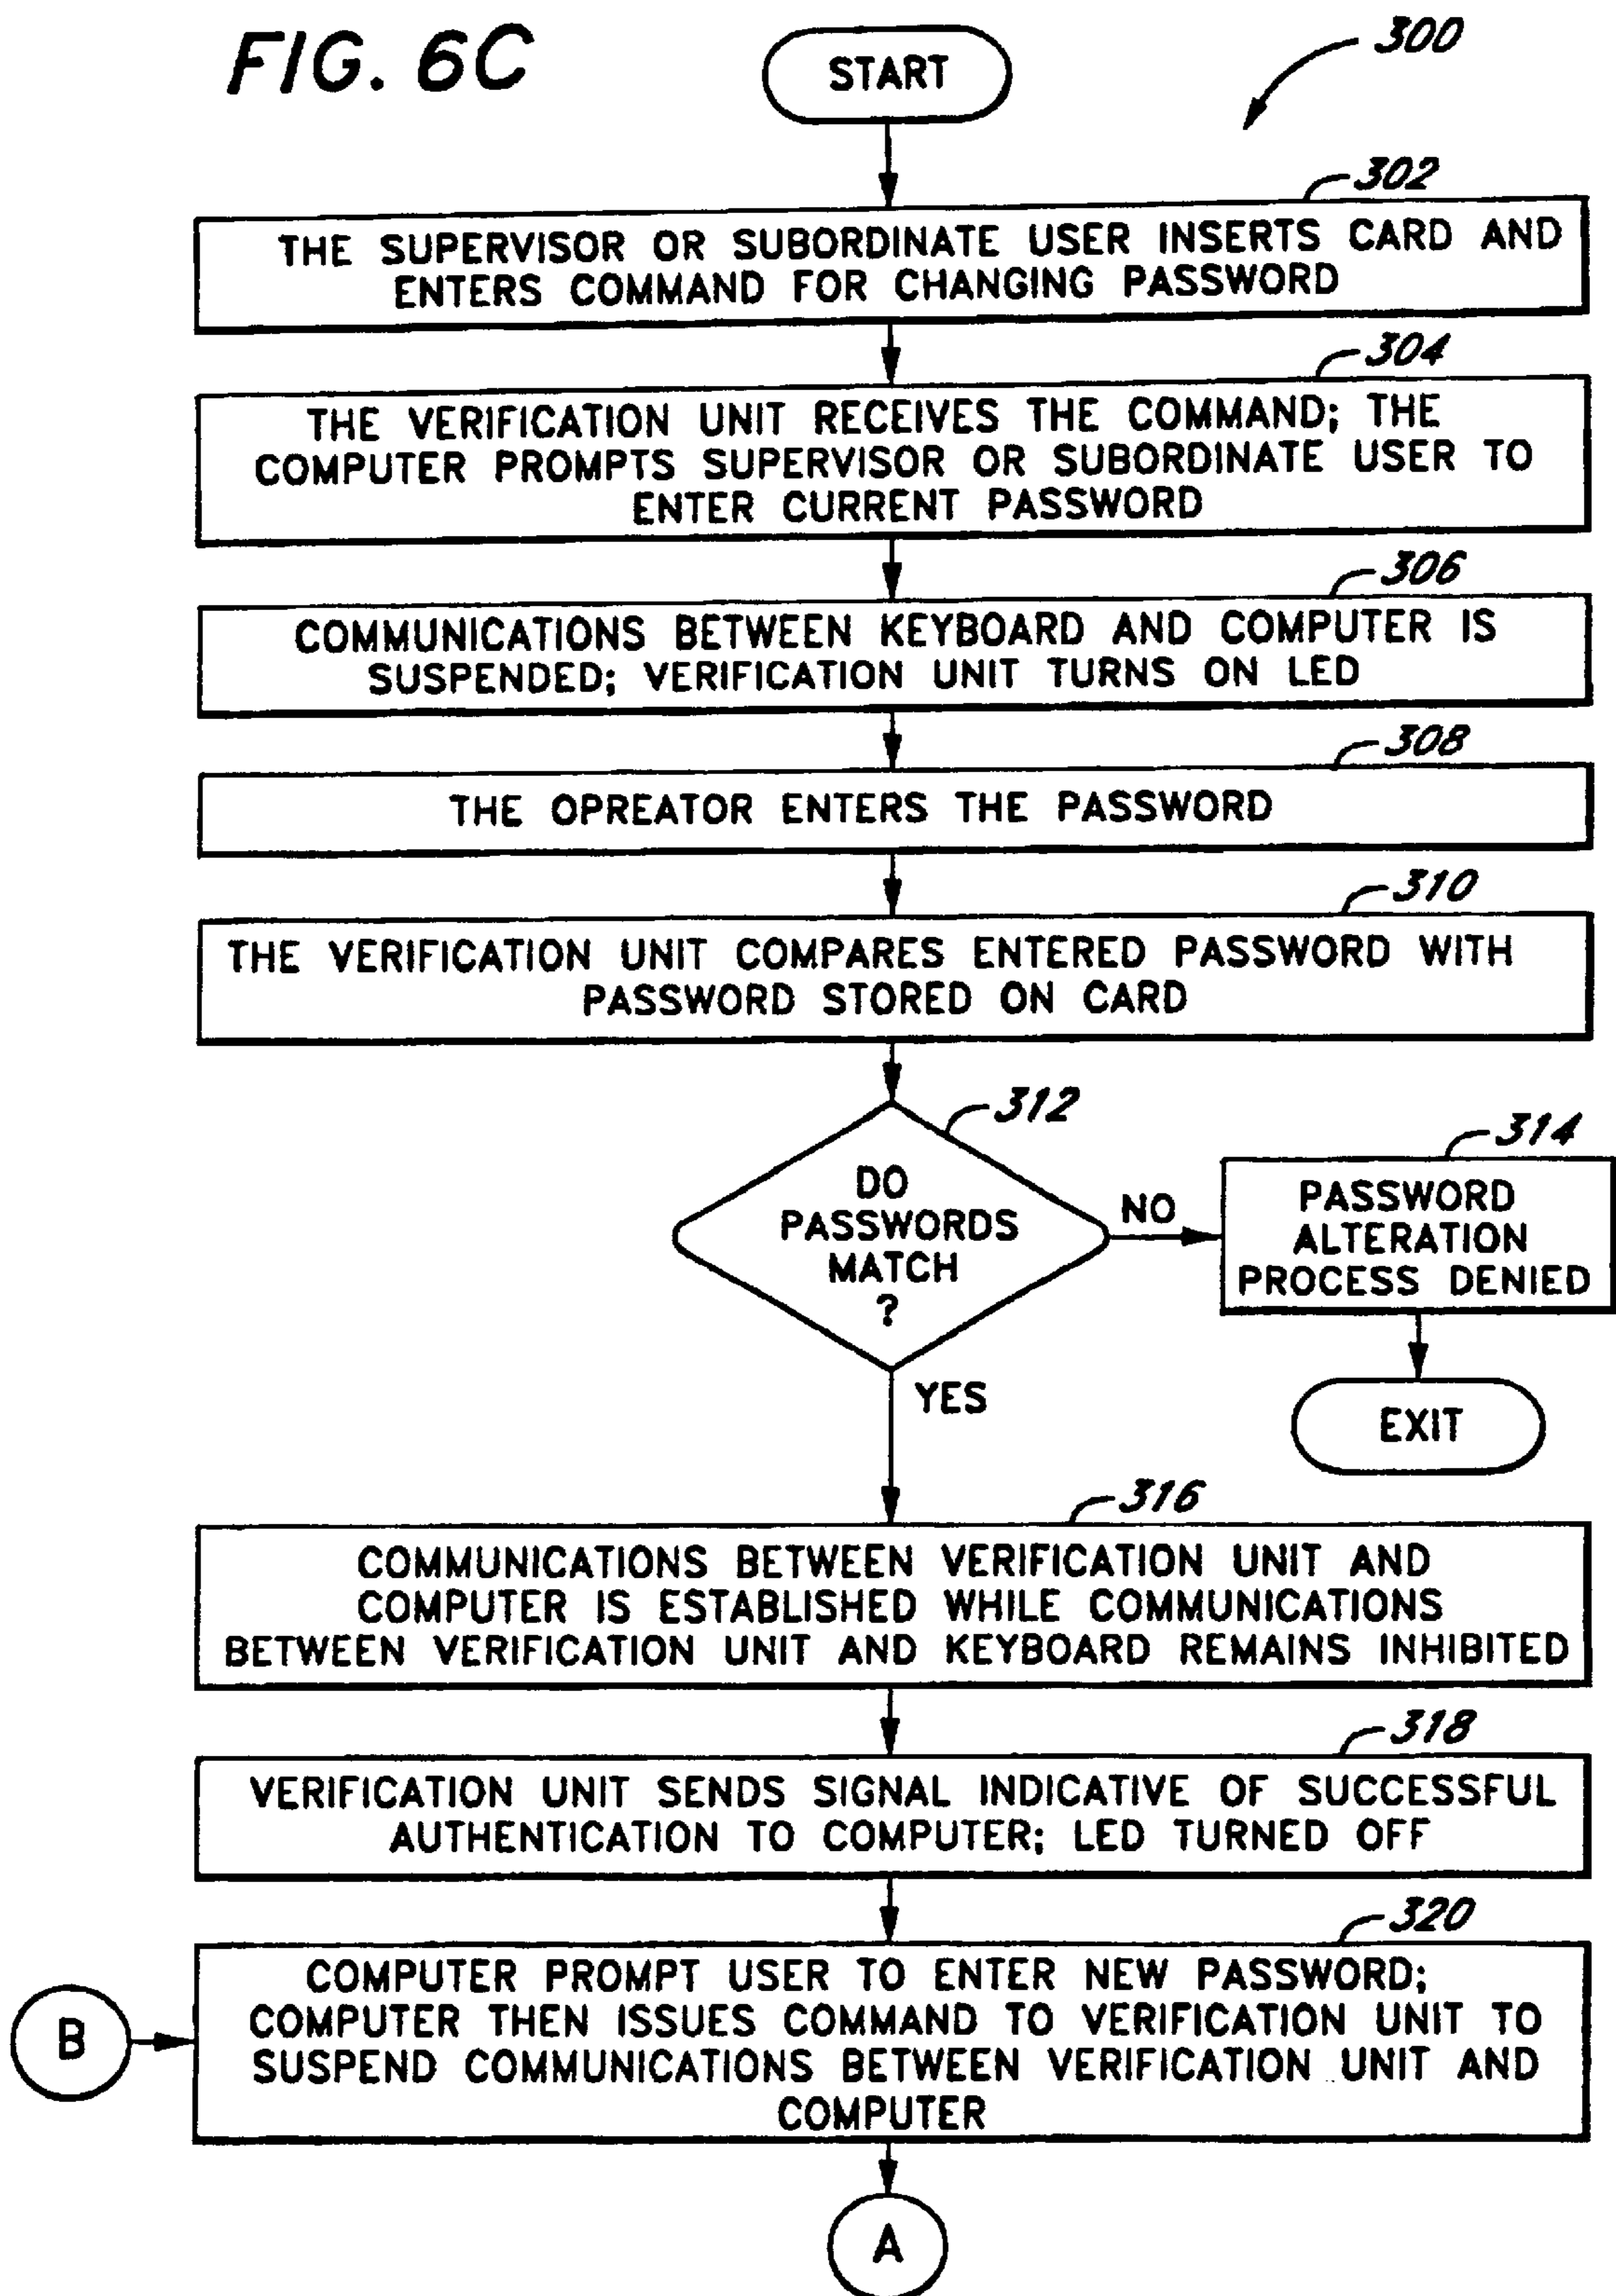 FIG. 6C
START
300
302
THE SUPERVISOR OR SUBORDINATE USER INSERTS CARD AND
ENTERS COMMAND FOR CHANGING PASSWORD
304
THE VERIFICATION UNIT RECEIVES THE COMMAND; THE
COMPUTER PROMPTS SUPERVISOR OR SUBORDINATE USER TO
ENTER CURRENT PASSWORD
306
COMMUNICATIONS BETWEEN KEYBOARD AND COMPUTER IS
SUSPENDED; VERIFICATION UNIT TURNS ON LED
308
THE OPREATOR ENTERS THE PASSWORD
310
THE VERIFICATION UNIT COMPARES ENTERED PASSWORD WITH
PASSWORD STORED ON CARD
312
DO
PASSWORDS
MATCH
?
NO
314
PASSWORD
ALTERATION
PROCESS DENIED
EXIT
YES
316
COMMUNICATIONS BETWEEN VERIFICATION UNIT AND
COMPUTER IS ESTABLISHED WHILE COMMUNICATIONS
BETWEEN VERIFICATION UNIT AND KEYBOARD REMAINS INHIBITED
318
VERIFICATION UNIT SENDS SIGNAL INDICATIVE OF SUCCESSFUL
AUTHENTICATION TO COMPUTER; LED TURNED OFF
320
COMPUTER PROMPT USER TO ENTER NEW PASSWORD;
COMPUTER THEN ISSUES COMMAND TO VERIFICATION UNIT TO
SUSPEND COMMUNICATIONS BETWEEN VERIFICATION UNIT AND
COMPUTER
B
A